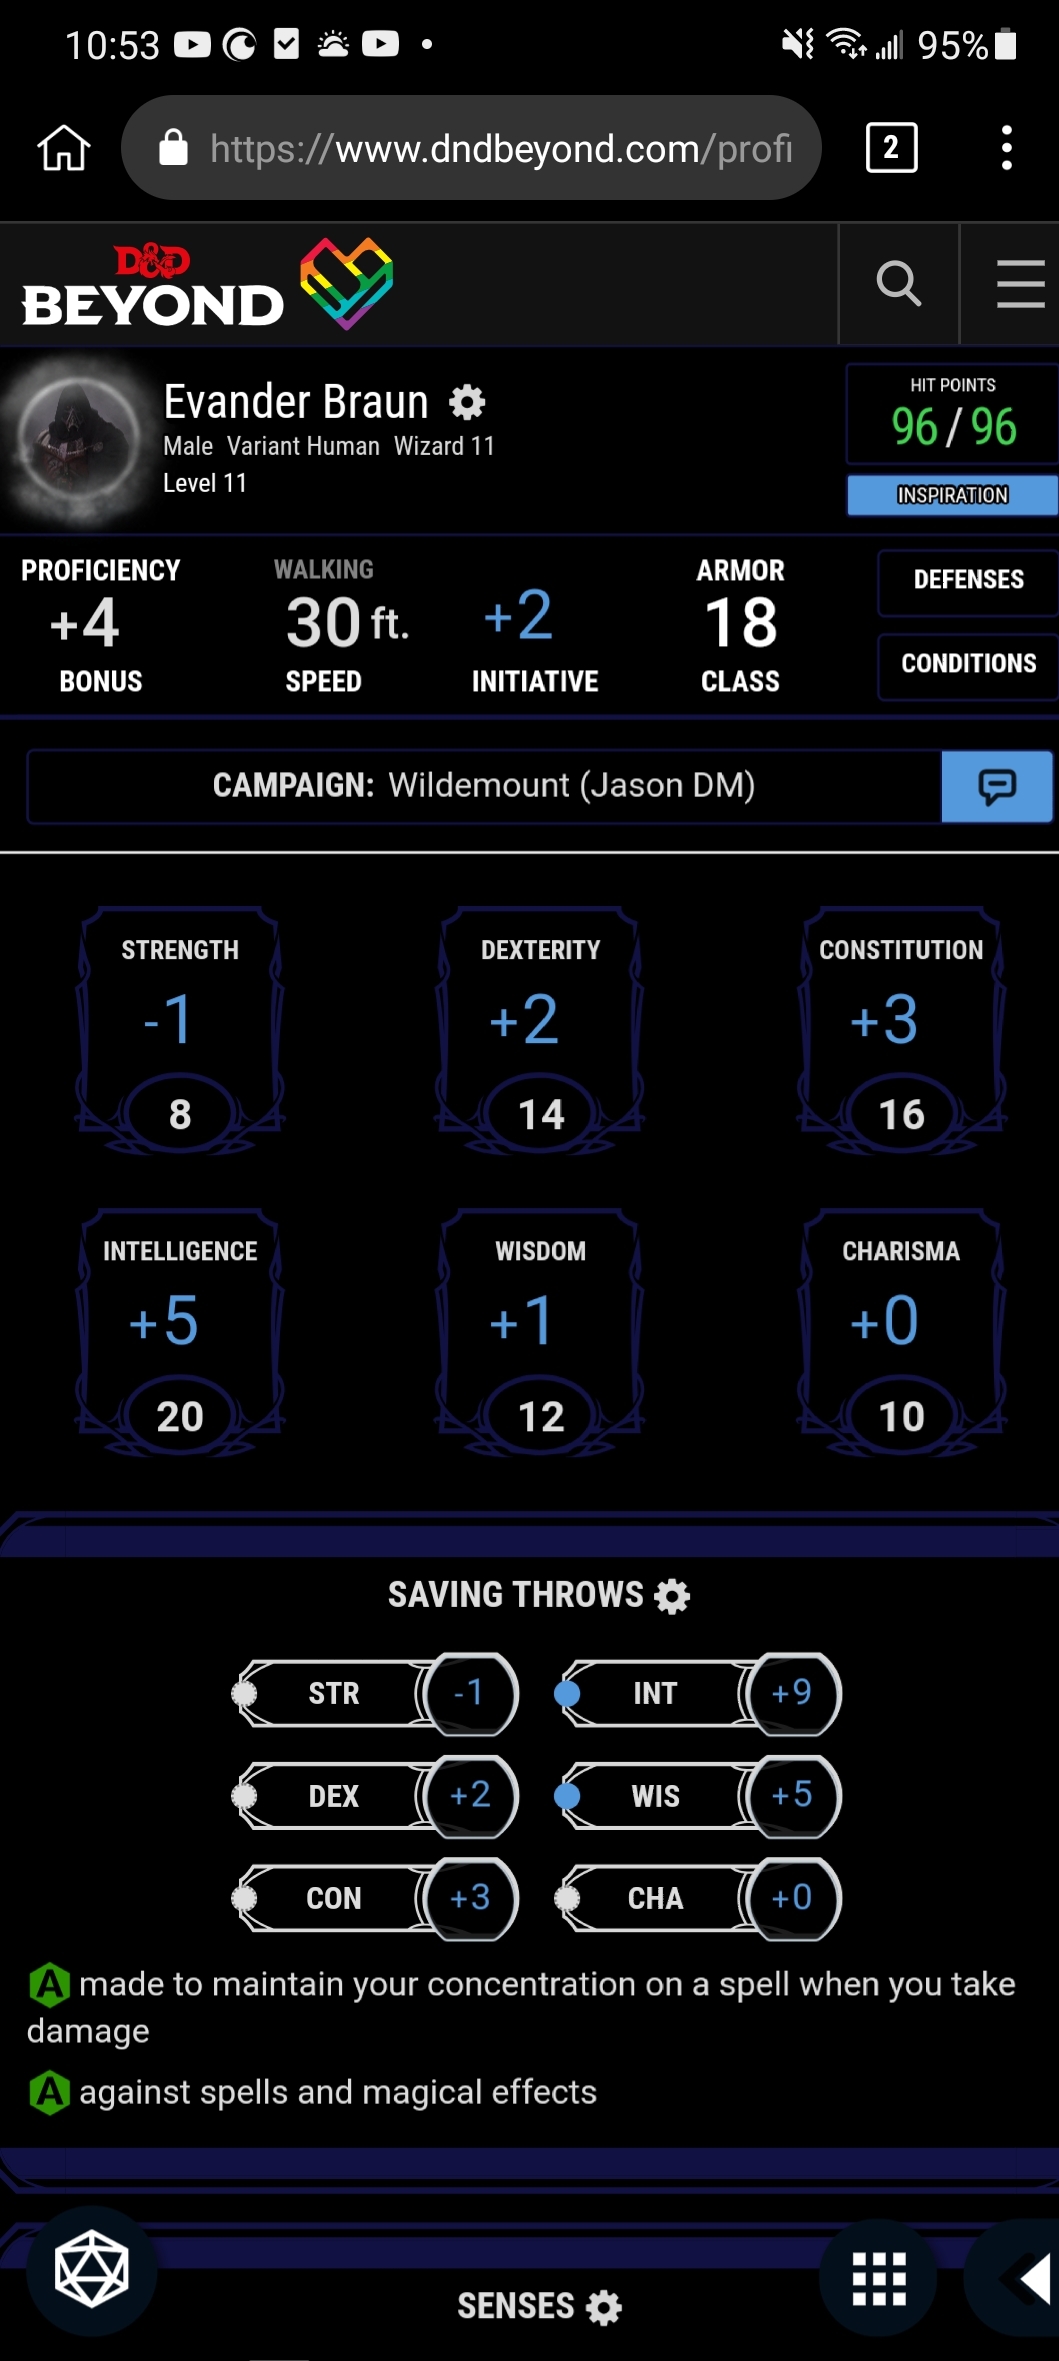 10:53 95%
https://www.dndbeyond.com/profi 2
D&D
BEYOND
Evander Braun
Male Variant Human Wizard 11
Level 11
HIT POINTS
96 / 96
INSPIRATION
PROFICIENCY
+4
BONUS
WALKING
30 ft.
SPEED
+2
INITIATIVE
ARMOR
18
CLASS
DEFENSES
CONDITIONS
CAMPAIGN: Wildemount (Jason DM)
STRENGTH
-1
8
DEXTERITY
+2
14
CONSTITUTION
+3
16
INTELLIGENCE
+5
20
WISDOM
+1
12
CHARISMA
+0
10
SAVING THROWS
STR -1
INT +9
DEX +2
WIS +5
CON +3
CHA +0
A made to maintain your concentration on a spell when you take
damage
A against spells and magical effects
SENSES